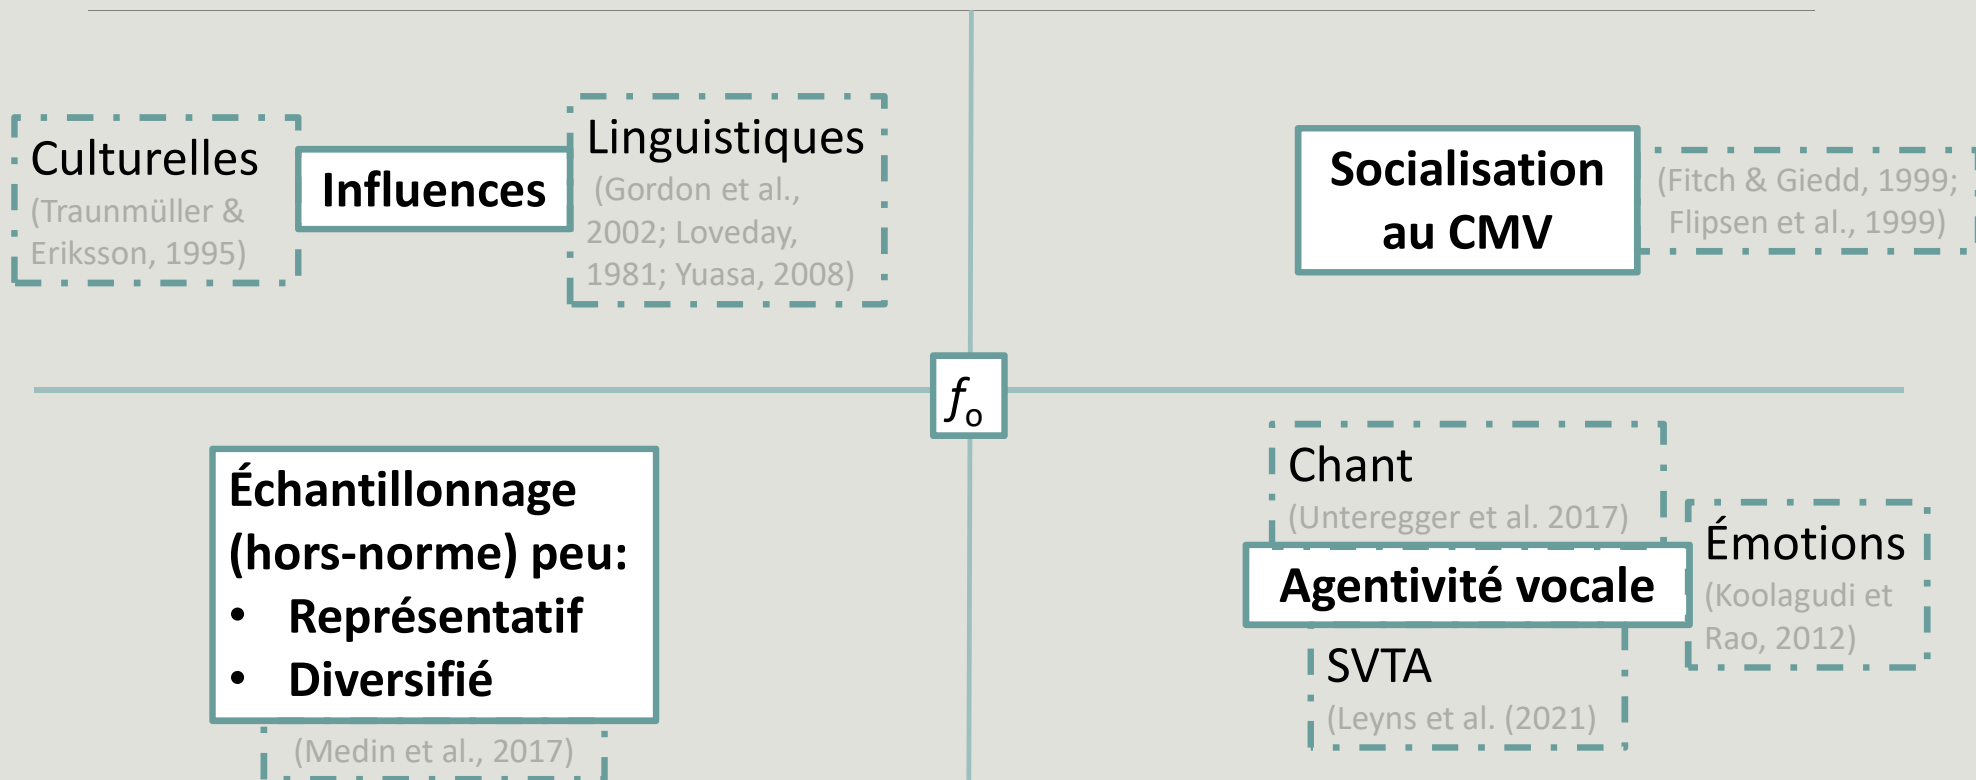 Culturelles
(Traunmüller &
Eriksson, 1995)
Influences
Linguistiques
(Gordon et al.,
2002; Loveday,
1981; Yuasa, 2008)
Socialisation
au CMV
(Fitch & Giedd, 1999;
Flipsen et al., 1999)
fo
Échantillonnage
(hors-norme) peu:
• Représentatif
• Diversifié
(Medin et al., 2017)
Chant
(Unteregger et al. 2017)
Agentivité vocale
Émotions
(Koolagudi et
Rao, 2012)
SVTA
(Leyns et al. (2021)